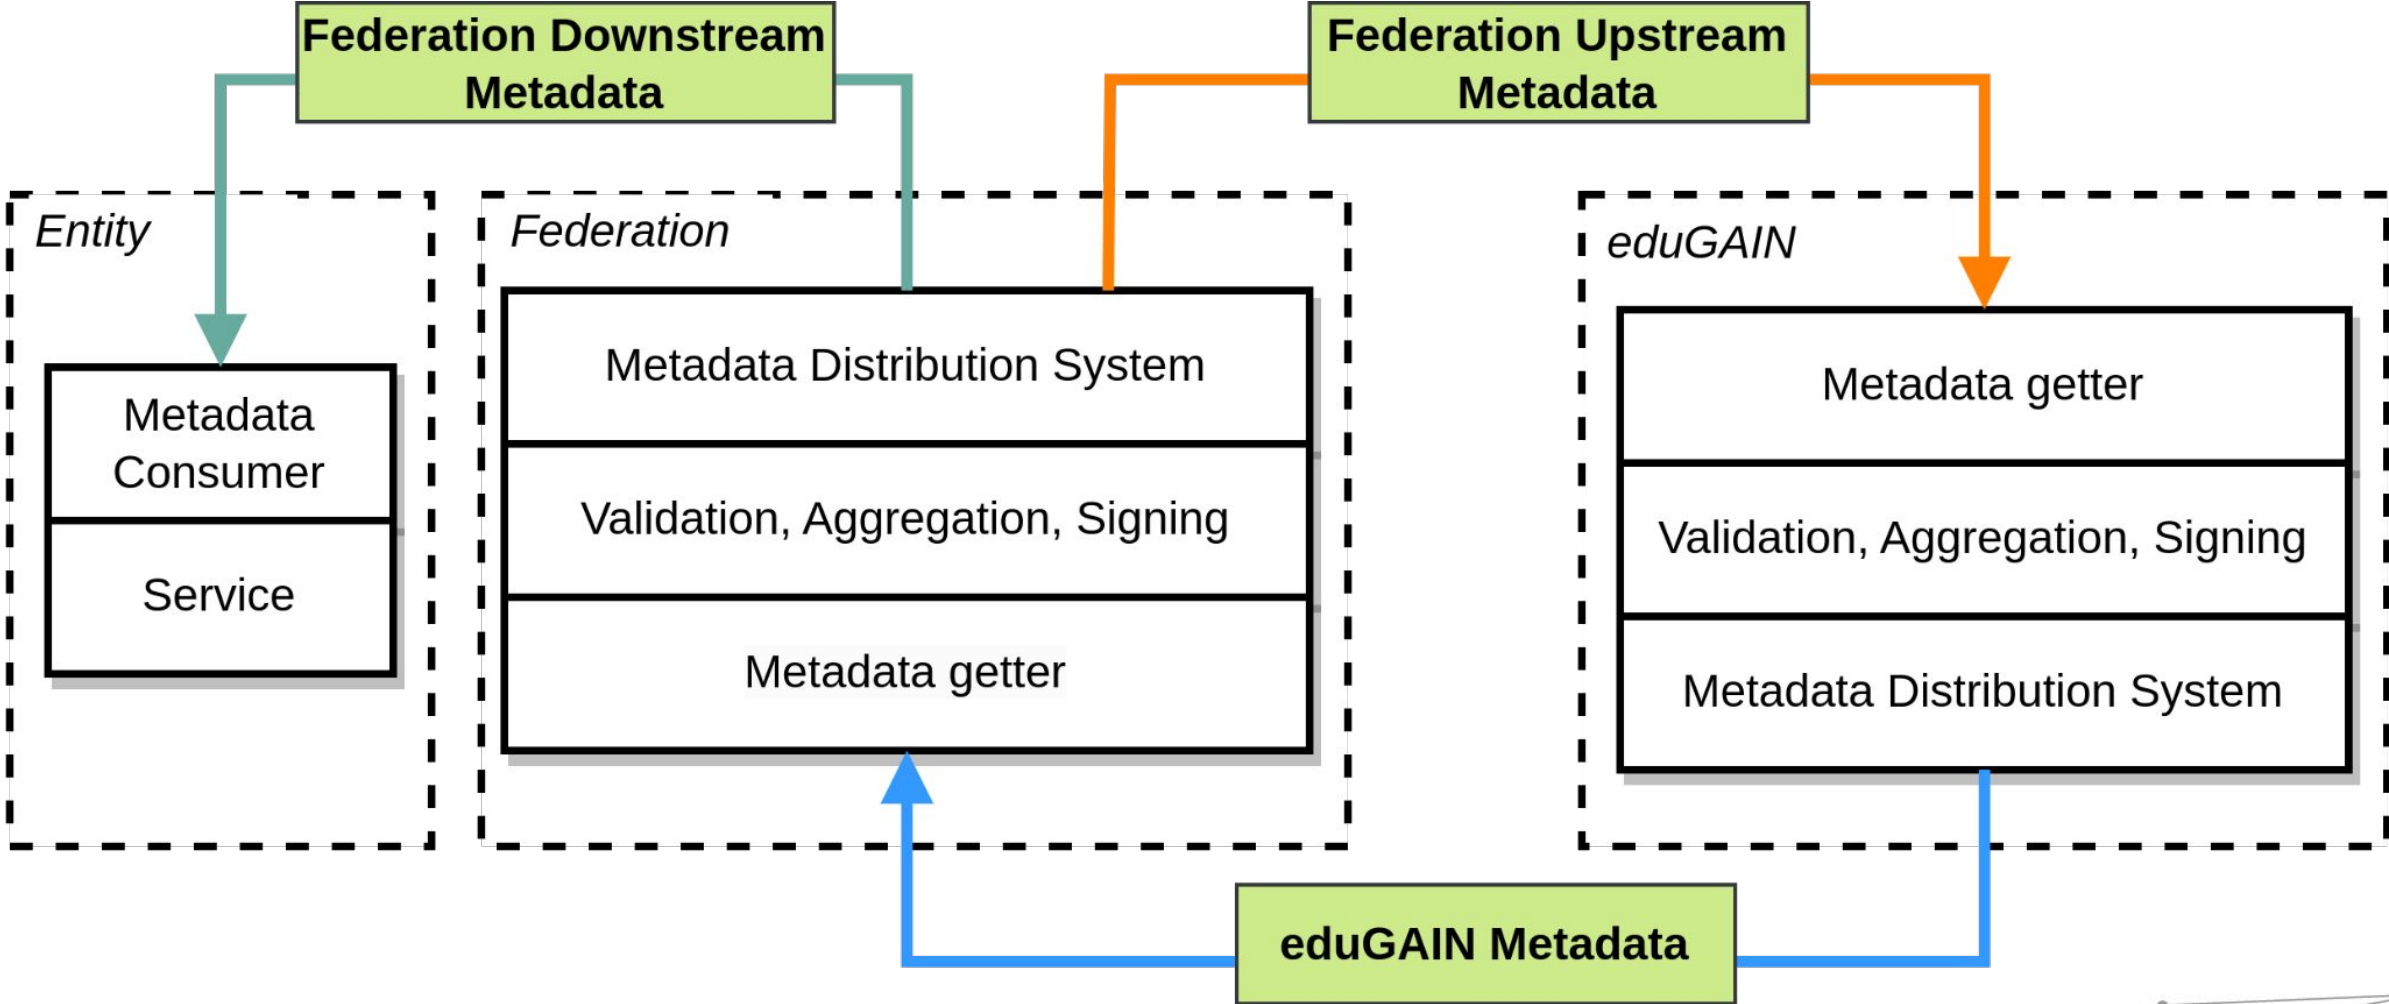 Federation Downstream
Metadata
Federation Upstream
Metadata
Entity
Metadata
Consumer
Service
Federation
Metadata Distribution System
Validation, Aggregation, Signing
Metadata getter
eduGAIN
Metadata getter
Validation, Aggregation, Signing
Metadata Distribution System
eduGAIN Metadata